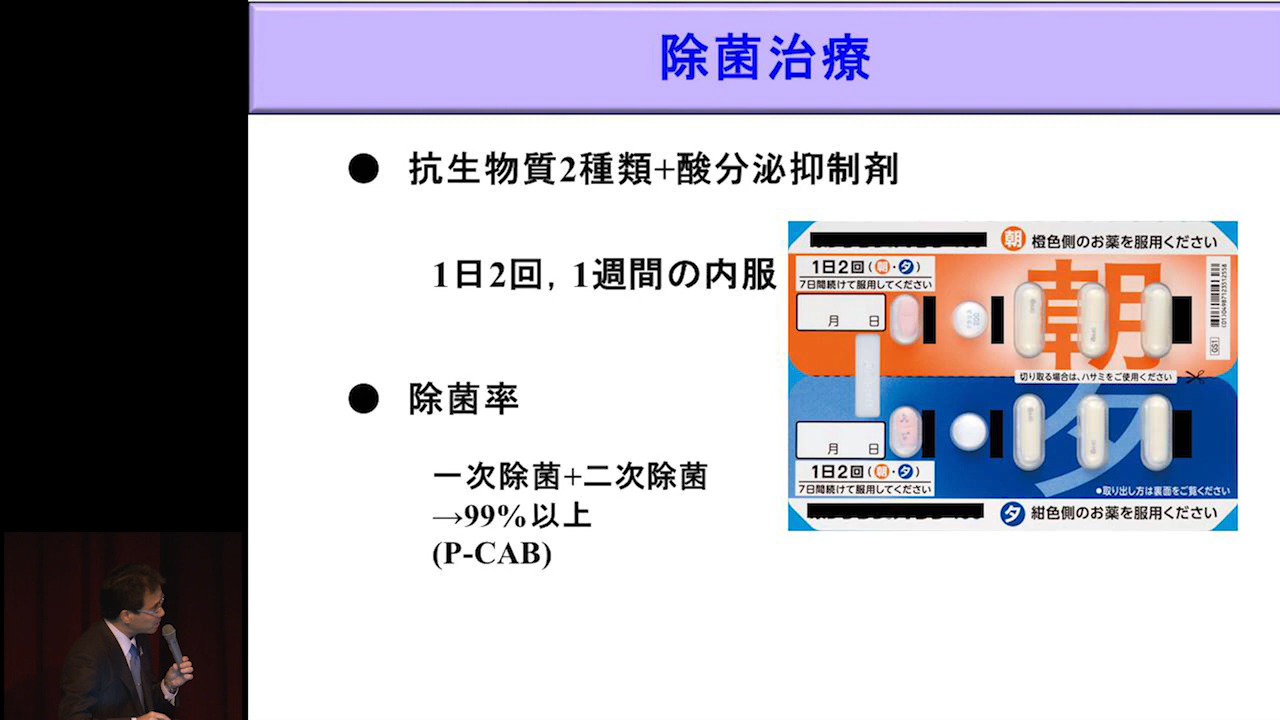 除菌治療
● 抗生物質2種類+酸分泌抑制剤
1日2回, 1週間の内服
● 除菌率
一次除菌+二次除菌
→99%以上
(P-CAB)
朝 橙色側のお薬を服用ください
1日2回(朝・夕)
7日間続けて服用してください
月 日
朝
GS1
切り取る場合は、ハサミをご使用ください
夕
月 日
1日2回(朝・夕)
7日間続けて服用してください
●取り出し方は裏面をご覧ください
夕 紺色側のお薬を服用ください